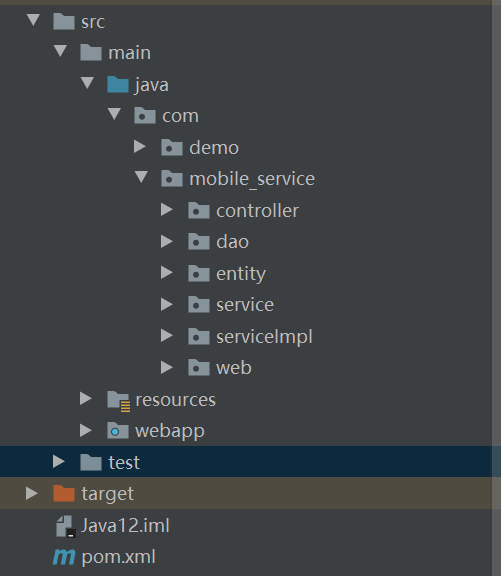 src
main
java
com
demo
mobile_service
controller
dao
entity
service
serviceImpl
web
resources
webapp
test
target
Java12.iml
pom.xml